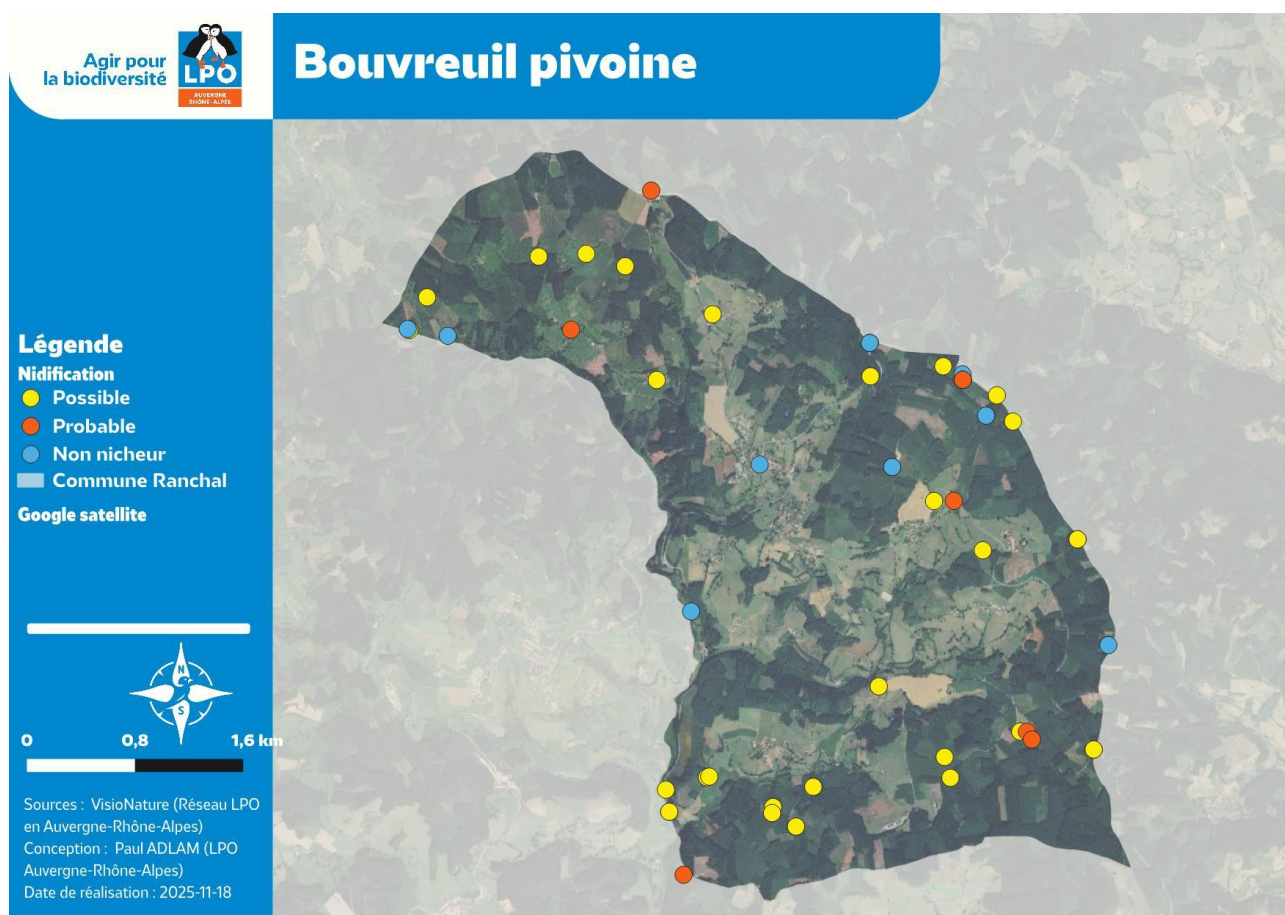 Agir pour
la biodiversité
LPO
AUVERGNE
RHÔNE-ALPES
Bouvreuil pivoine
Légende
Nidification
Possible
Probable
Non nicheur
Commune Ranchal
Google satellite
N
S
0 0,8 1,6 km
Sources : VisioNature (Réseau LPO
en Auvergne-Rhône-Alpes)
Conception : Paul ADLAM (LPO
Auvergne-Rhône-Alpes)
Date de réalisation : 2025-11-18